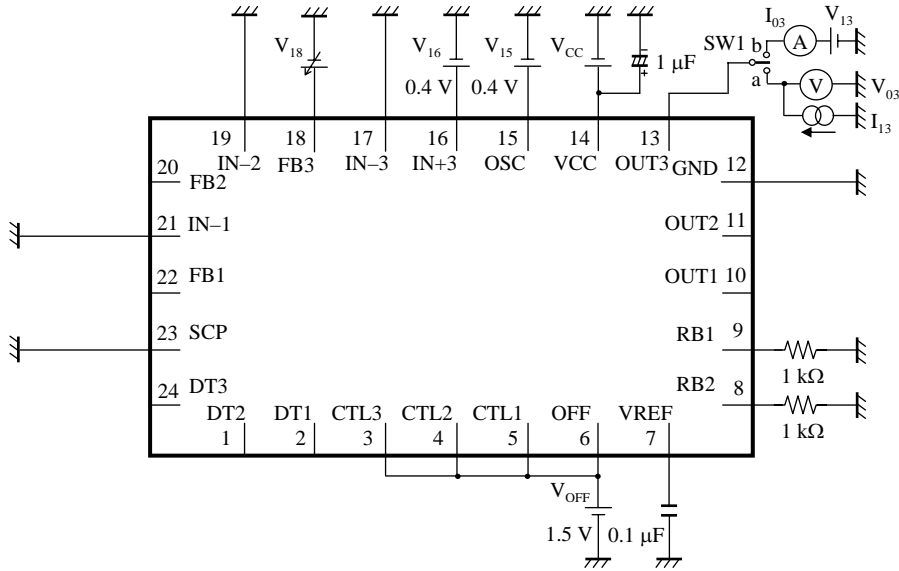 I03
V13
SW1
b
A
V18
V16
V15
VCC
1 µF
a
V
V03
0.4 V
0.4 V
I13
19
18
17
16
15
14
13
IN–2
FB3
IN–3
IN+3
OSC
VCC
OUT3
GND
12
20
FB2
21
IN–1
OUT2
11
22
FB1
OUT1
10
23
SCP
RB1
9
1 kΩ
24
DT3
RB2
8
1 kΩ
DT2
DT1
CTL3
CTL2
CTL1
OFF
VREF
1
2
3
4
5
6
7
VOFF
1.5 V
0.1 µF